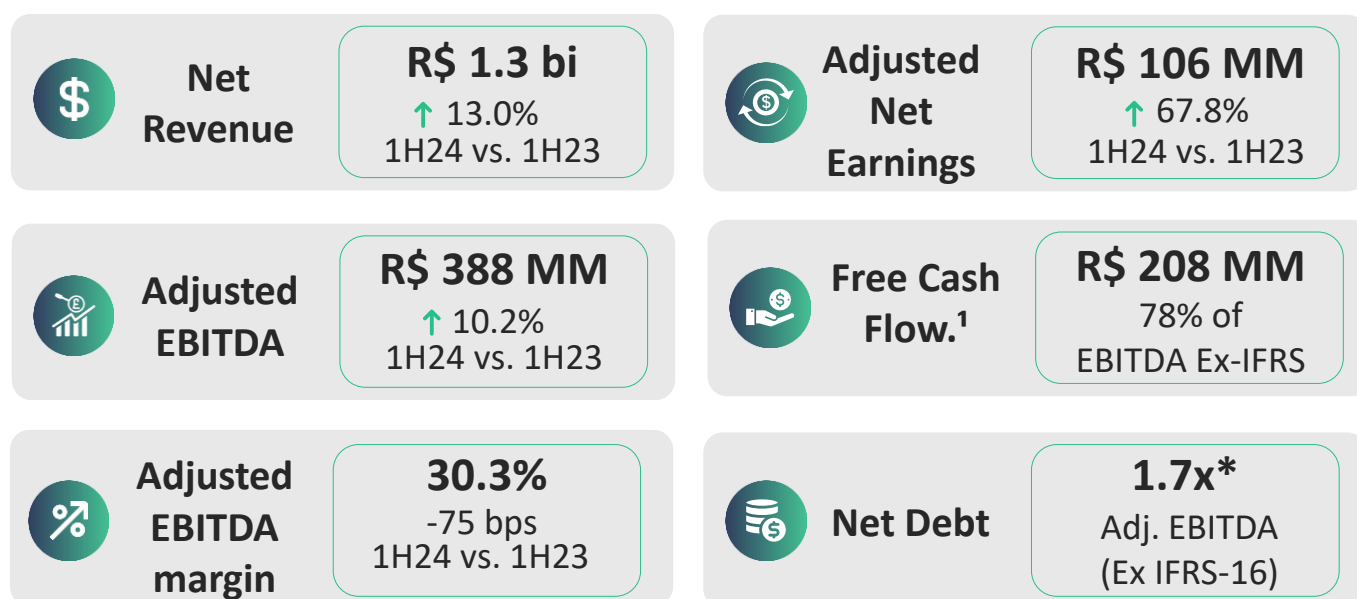 Net
Revenue
R$ 1.3 bi
↑ 13.0%
1H24 vs. 1H23
Adjusted
Net
Earnings
R$ 106 MM
↑ 67.8%
1H24 vs. 1H23
Adjusted
EBITDA
R$ 388 MM
↑ 10.2%
1H24 vs. 1H23
Free Cash
Flow.¹
R$ 208 MM
78% of
EBITDA Ex-IFRS
Adjusted
EBITDA
margin
30.3%
-75 bps
1H24 vs. 1H23
Net Debt
1.7x*
Adj. EBITDA
(Ex IFRS-16)